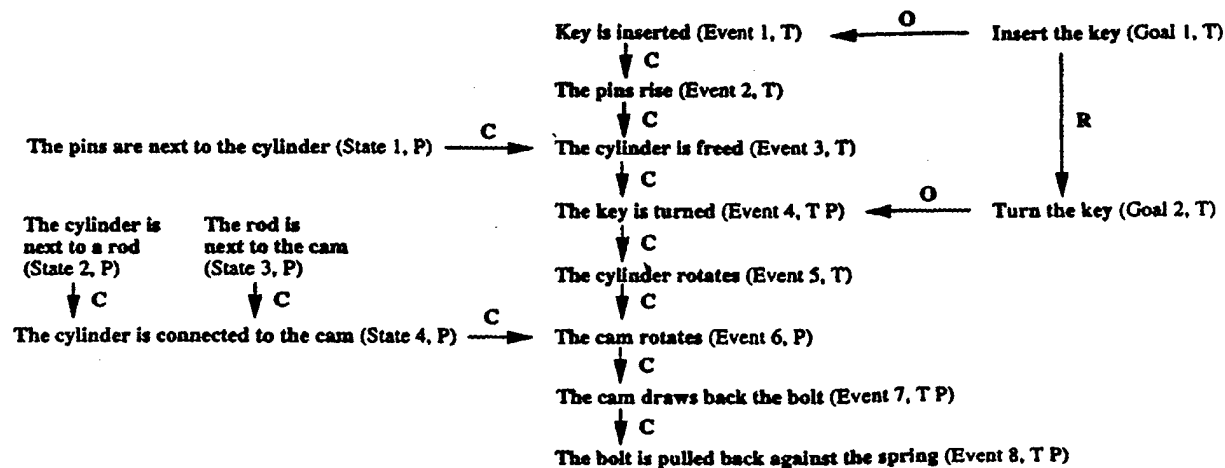 Key is inserted (Event 1, T)
O
Insert the key (Goal 1, T)
C
The pins rise (Event 2, T)
C
R
The pins are next to the cylinder (State 1, P)
C
The cylinder is freed (Event 3, T)
C
The key is turned (Event 4, T P)
O
Turn the key (Goal 2, T)
The cylinder is
next to a rod
(State 2, P)
The rod is
next to the cam
(State 3, P)
C
The cylinder rotates (Event 5, T)
C
C
C
The cylinder is connected to the cam (State 4, P)
C
The cam rotates (Event 6, P)
C
The cam draws back the bolt (Event 7, T P)
C
The bolt is pulled back against the spring (Event 8, T P)